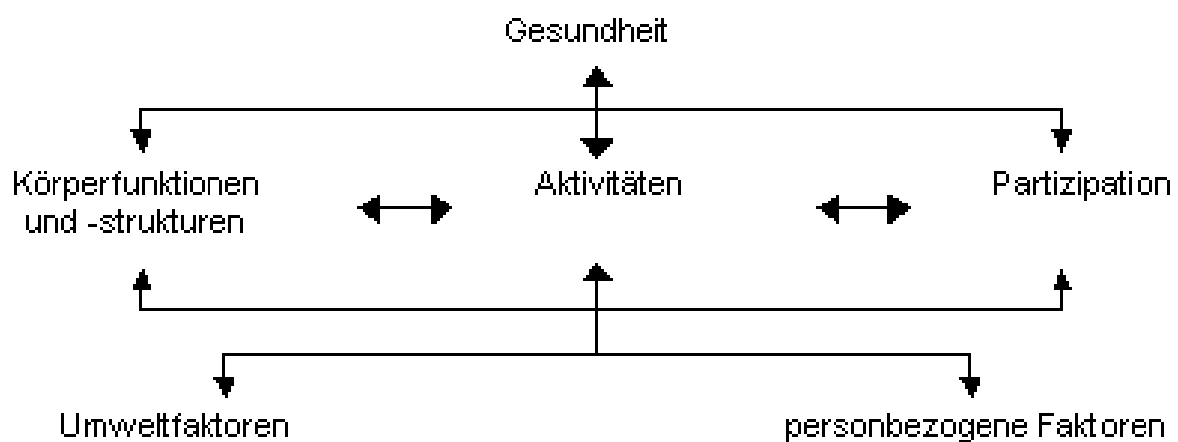 Gesundheit
Körperfunktionen
und -strukturen
Aktivitäten
Partizipation
Umweltfaktoren
personbezogene Faktoren